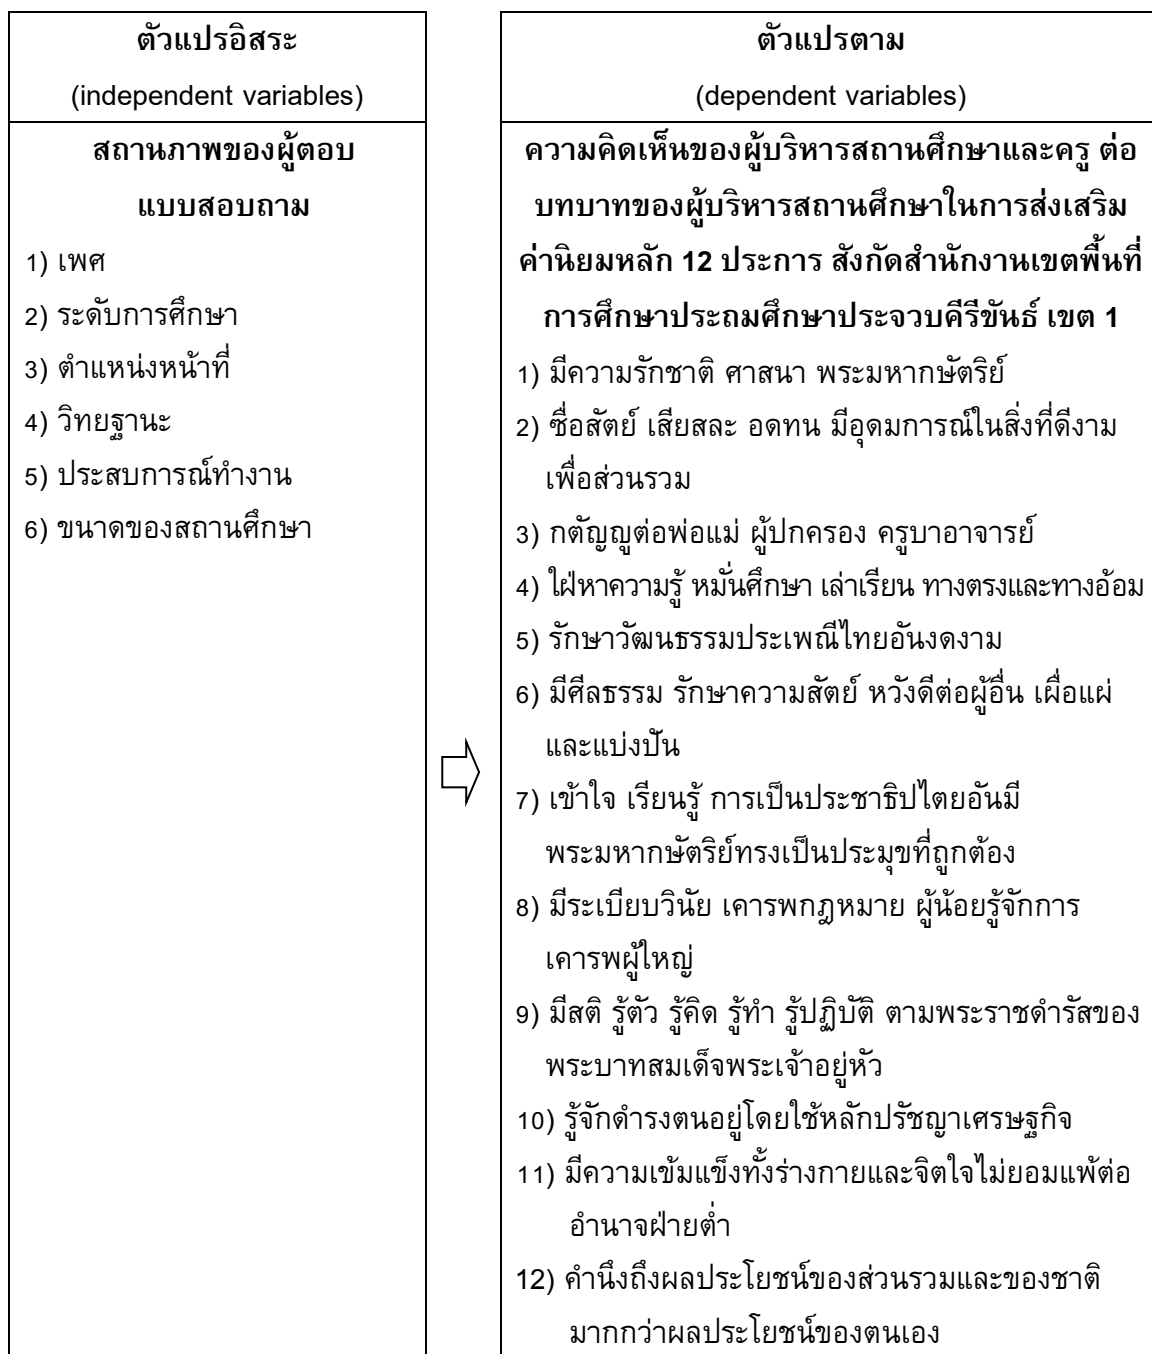 ตัวแปรอิสระ
(independent variables)
สถานภาพของผู้ตอบ
แบบสอบถาม
1) เพศ
2) ระดับการศึกษา
3) ตำแหน่งหน้าที่
4) วิทยฐานะ
5) ประสบการณ์ทำงาน
6) ขนาดของสถานศึกษา
ตัวแปรตาม
(dependent variables)
ความคิดเห็นของผู้บริหารสถานศึกษาและครู ต่อ
บทบาทของผู้บริหารสถานศึกษาในการส่งเสริม
ค่านิยมหลัก 12 ประการ สังกัดสำนักงานเขตพื้นที่
การศึกษาประถมศึกษาประจวบคีรีขันธ์ เขต 1
1) มีความรักชาติ ศาสนา พระมหากษัตริย์
2) ซื่อสัตย์ เสียสละ อดทน มีอุดมการณ์ในสิ่งที่ดีงาม
เพื่อส่วนรวม
3) กตัญญูต่อพ่อแม่ ผู้ปกครอง ครูบาอาจารย์
4) ใฝ่หาความรู้ หมั่นศึกษา เล่าเรียน ทางตรงและทางอ้อม
5) รักษาวัฒนธรรมประเพณีไทยอันงดงาม
6) มีศีลธรรม รักษาความสัตย์ หวังดีต่อผู้อื่น เผื่อแผ่
และแบ่งปัน
7) เข้าใจ เรียนรู้ การเป็นประชาธิปไตยอันมี
พระมหากษัตริย์ทรงเป็นประมุขที่ถูกต้อง
8) มีระเบียบวินัย เคารพกฎหมาย ผู้น้อยรู้จักการ
เคารพผู้ใหญ่
9) มีสติ รู้ตัว รู้คิด รู้ทำ รู้ปฏิบัติ ตามพระราชดำรัสของ
พระบาทสมเด็จพระเจ้าอยู่หัว
10) รู้จักดำรงตนอยู่โดยใช้หลักปรัชญาเศรษฐกิจ
11) มีความเข้มแข็งทั้งร่างกายและจิตใจไม่ยอมแพ้ต่อ
อำนาจฝ่ายต่ำ
12) คำนึงถึงผลประโยชน์ของส่วนรวมและของชาติ
มากกว่าผลประโยชน์ของตนเอง